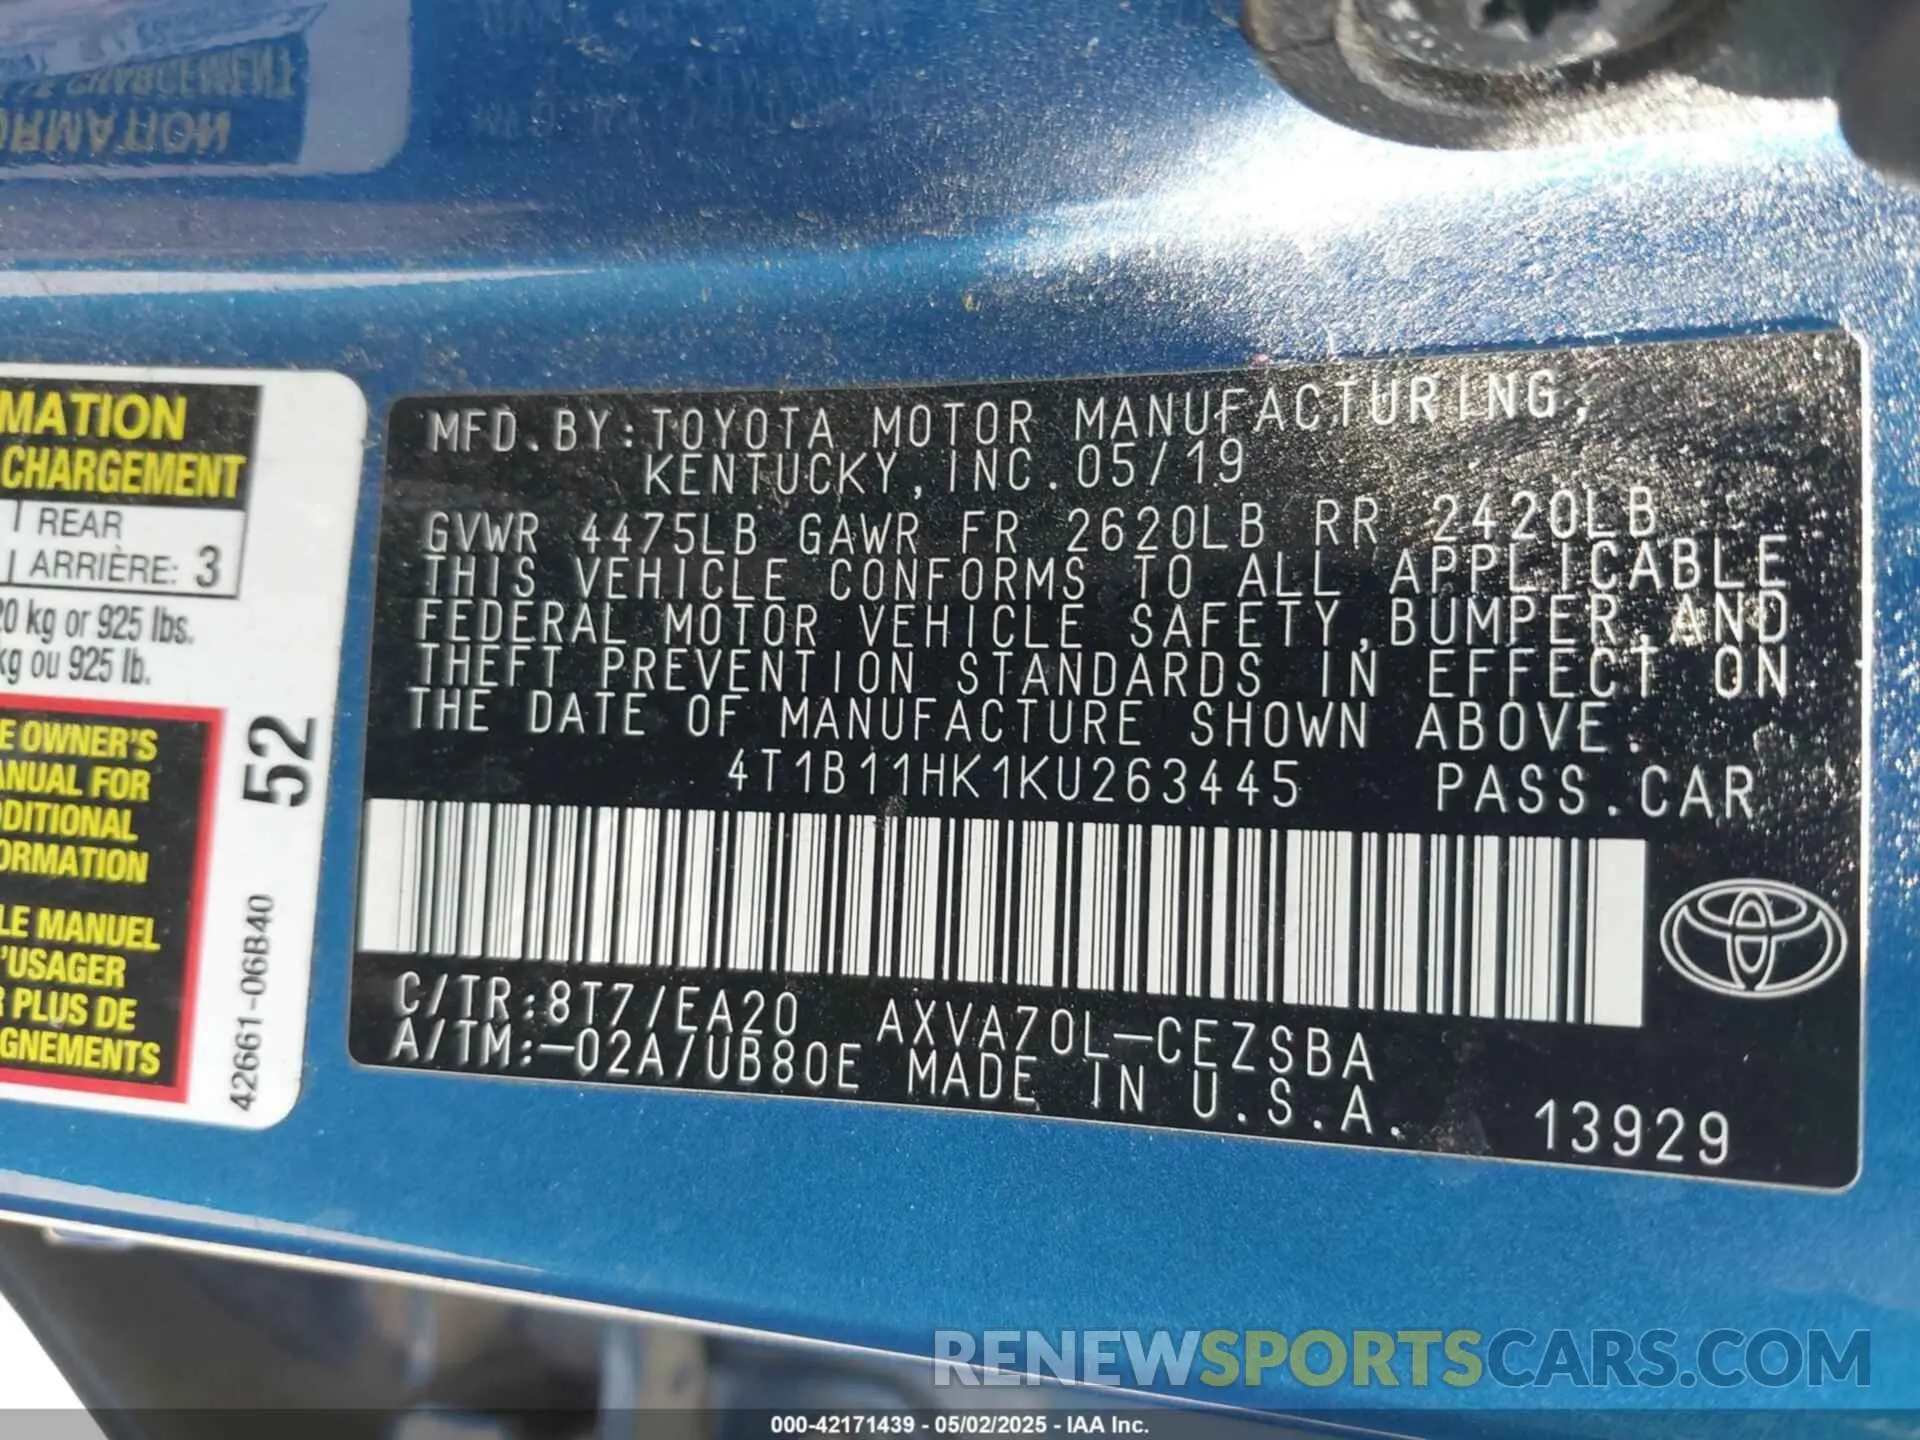 MATION
CHARGEMENT
REAR
ARRIÈRE: 3
20 kg or 925 lbs.
kg ou 925 lb.
E OWNER'S
ANUAL FOR
DDITIONAL
ORMATION
LE MANUEL
'USAGER
R PLUS DE
GNEMENTS
52
42661-06B40
MFD.BY:TOYOTA MOTOR MANUFACTURING,
KENTUCKY,INC.05/19
GVWR 4475LB GAWR FR 2620LB RR 2420LB
THIS VEHICLE CONFORMS TO ALL APPLICABLE
FEDERAL MOTOR VEHICLE SAFETY,BUMPER,AND
THEFT PREVENTION STANDARDS IN EFFECT ON
THE DATE OF MANUFACTURE SHOWN ABOVE.
4T1B11HK1KU263445 PASS.CAR
C/TR:8T7/EA20 AXVA70L-CEZSBA
A/TM:-02A/UB80E MADE IN U.S.A.
13929
RENEWSPORTSCARS.COM
000-42171439 - 05/02/2025 - IAA Inc.